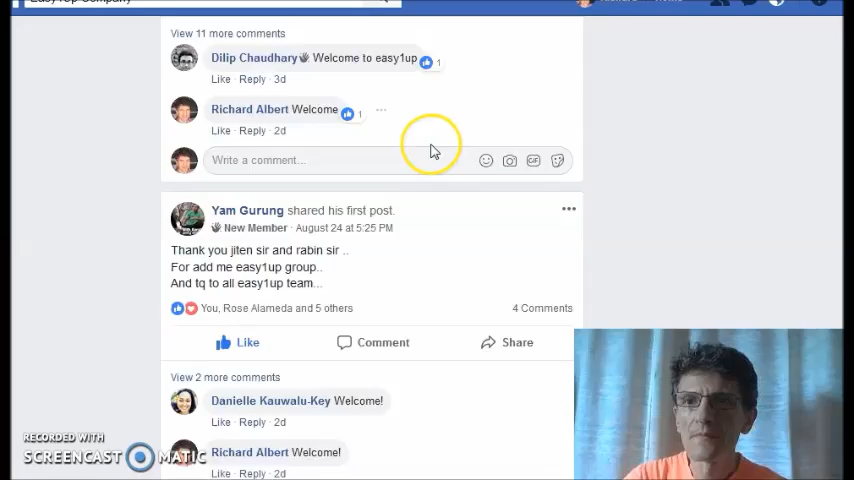 View 11 more comments
Dilip Chaudhary Welcome to easy1up
1
Like · Reply · 3d
Richard Albert Welcome
1
Like · Reply · 2d
Write a comment...
GIF
Yam Gurung shared his first post.
New Member · August 24 at 5:25 PM
Thank you jiten sir and rabin sir ..
For add me easy1up group..
And tq to all easy1up team...
You, Rose Alameda and 5 others
4 Comments
Like Comment Share
View 2 more comments
Danielle Kauwalu-Key Welcome!
Like · Reply · 2d
Richard Albert Welcome!
Like · Reply · 2d
RECORDED WITH
SCREENCAST MATIC